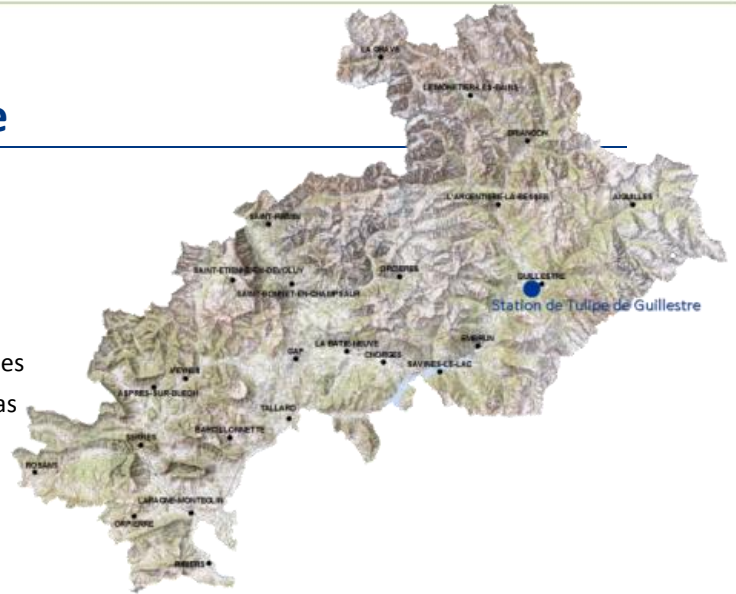 e
LA GRAVE
LE MONETIER-LES-BAINS
BRIANCON
L'ARGENTIERE-LA-BESSEE
AIGUILLES
SAINT-FIRMIN
SAINT-ETIENNE-EN-DEVOLUY
ORCIERES
GUILLESTRE
SAINT-BONNET-EN-CHAMPSAUR
Station de Tulipe de Guillestre
EMBRUN
LA BATIE-NEUVE
GAP
CHORGES
SAVINES-LE-LAC
es
VEYNES
ASPRES-SUR-BUECH
as
TALLARD
BARCELONNETTE
SERRES
ROSANS
LARAGNE-MONTEGLIN
ORPIERRE
RIBIERS